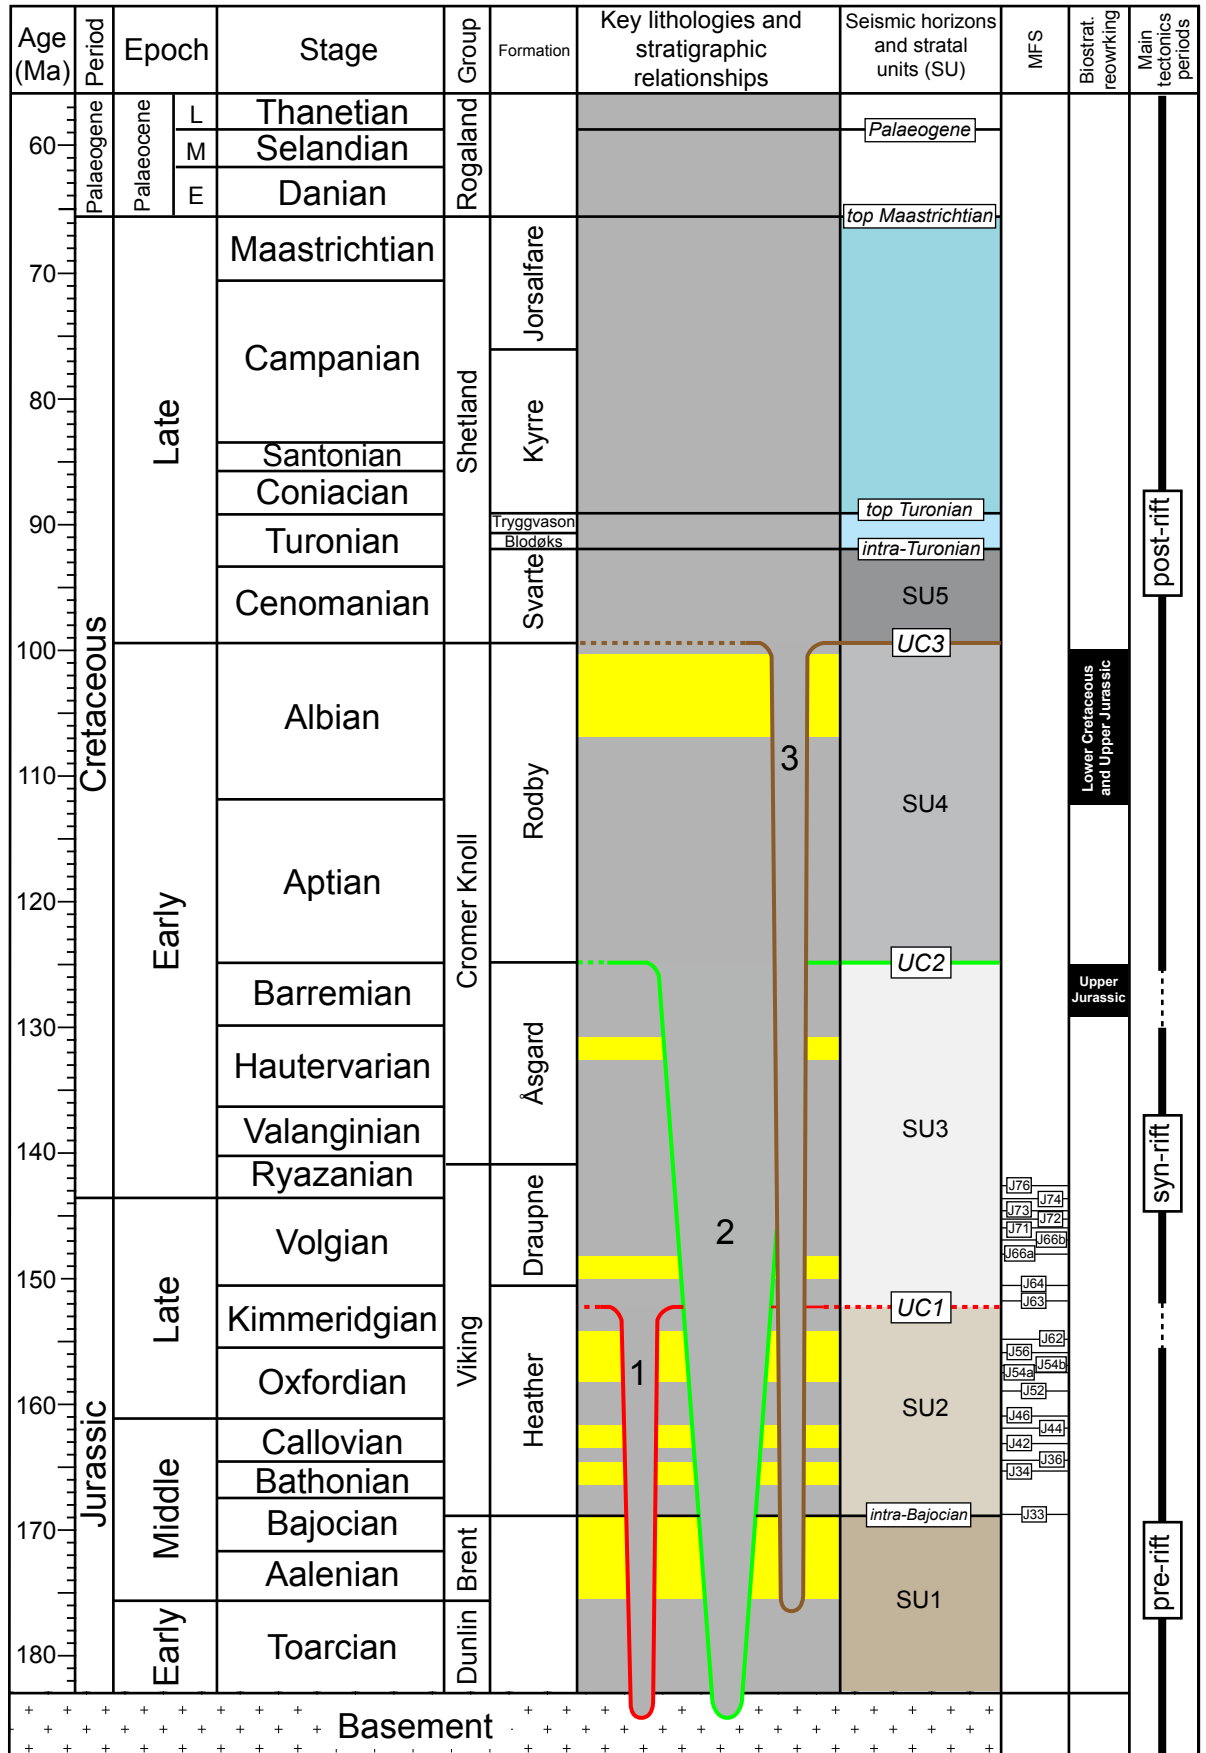 Age
(Ma)
Period
Epoch
Stage
Group
Formation
Key lithologies and
stratigraphic
relationships
Seismic horizons
and stratal
units (SU)
MFS
Biostrat.
reowrking
Main
tectonics
periods
60
70
80
90
100
110
120
130
140
150
160
170
180
Palaeogene
Cretaceous
Jurassic
Palaeocene
L
M
E
Late
Early
Late
Middle
Early
Thanetian
Selandian
Danian
Maastrichtian
Campanian
Santonian
Coniacian
Turonian
Cenomanian
Albian
Aptian
Barremian
Hautervarian
Valanginian
Ryazanian
Volgian
Kimmeridgian
Oxfordian
Callovian
Bathonian
Bajocian
Aalenian
Toarcian
Basement
Rogaland
Shetland
Cromer Knoll
Viking
Brent
Dunlin
Jorsalfare
Kyrre
Tryggvason
Blodøks
Svarte
Rodby
Åsgard
Draupne
Heather
1
2
3
Palaeogene
top Maastrichtian
top Turonian
intra-Turonian
SU5
UC3
SU4
UC2
SU3
UC1
SU2
intra-Bajocian
SU1
J76
J74
J73
J72
J71
J66b
J66a
J64
J63
J62
J56
J54b
J54a
J52
J46
J44
J42
J36
J34
J33
Lower Cretaceous
and Upper Jurassic
Upper
Jurassic
post-rift
syn-rift
pre-rift